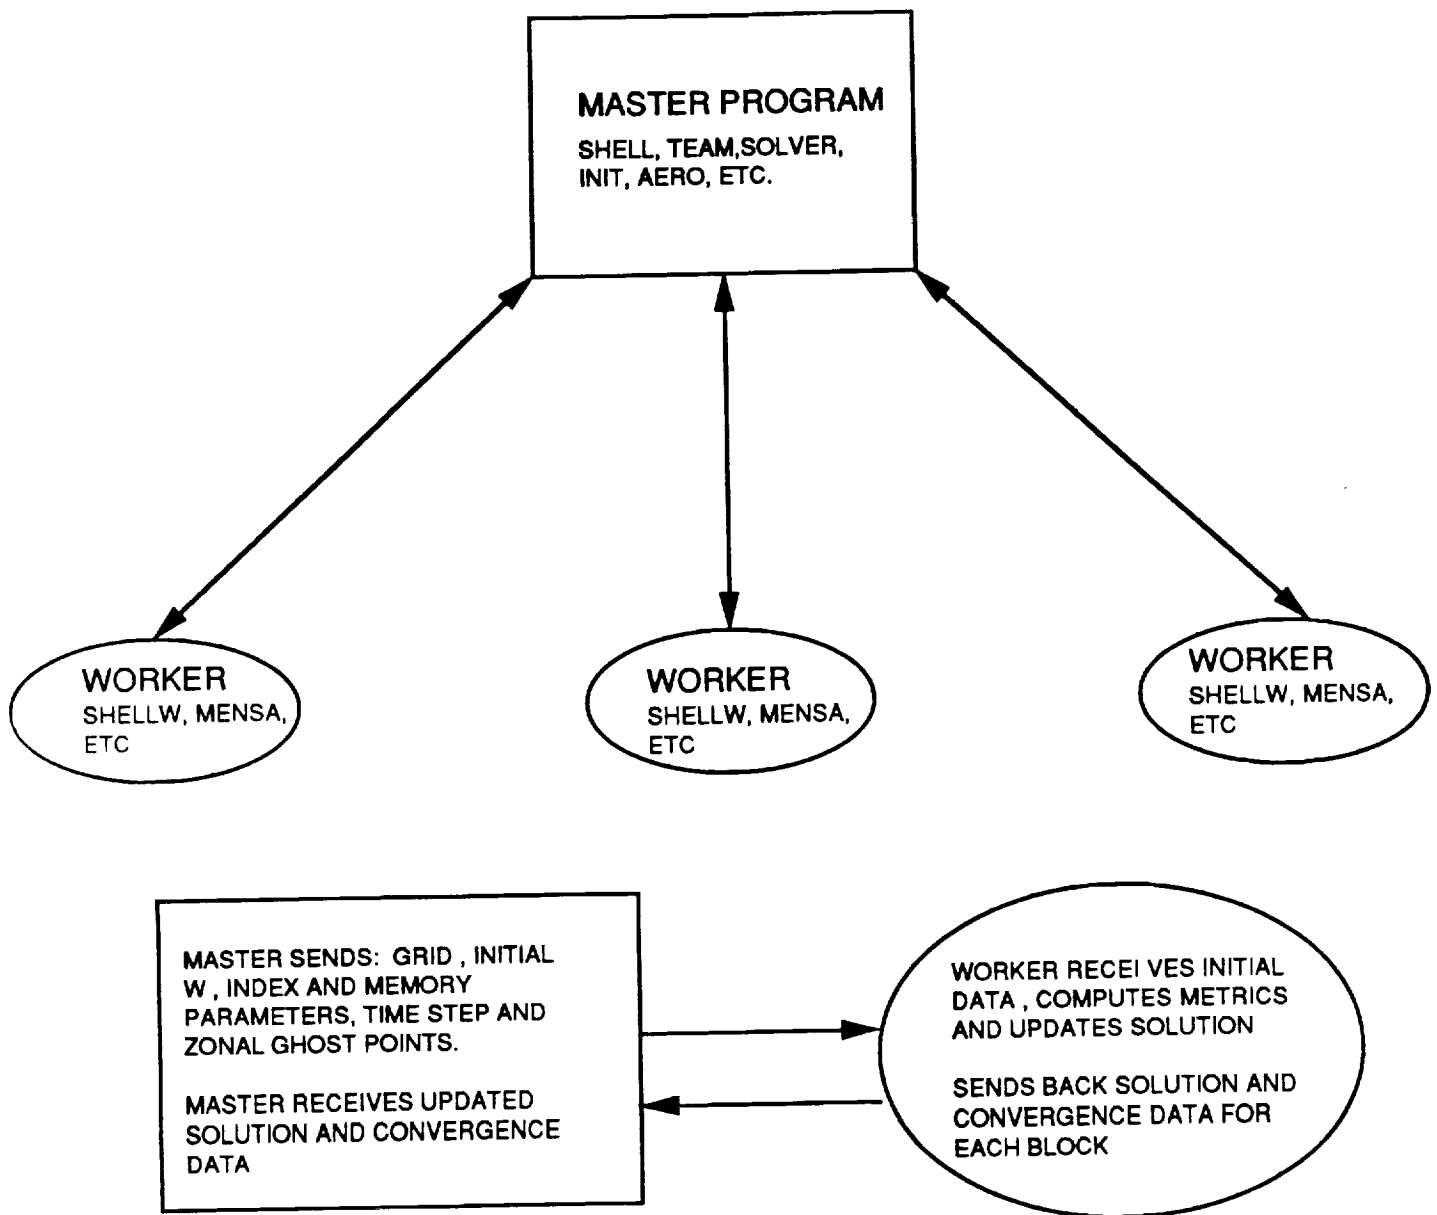 MASTER PROGRAM
SHELL, TEAM,SOLVER,
INIT, AERO, ETC.
WORKER
SHELLW, MENSA,
ETC
WORKER
SHELLW, MENSA,
ETC
WORKER
SHELLW, MENSA,
ETC
MASTER SENDS: GRID , INITIAL
W , INDEX AND MEMORY
PARAMETERS, TIME STEP AND
ZONAL GHOST POINTS.
MASTER RECEIVES UPDATED
SOLUTION AND CONVERGENCE
DATA
WORKER RECEI VES INITIAL
DATA , COMPUTES METRICS
AND UPDATES SOLUTION
SENDS BACK SOLUTION AND
CONVERGENCE DATA FOR
EACH BLOCK